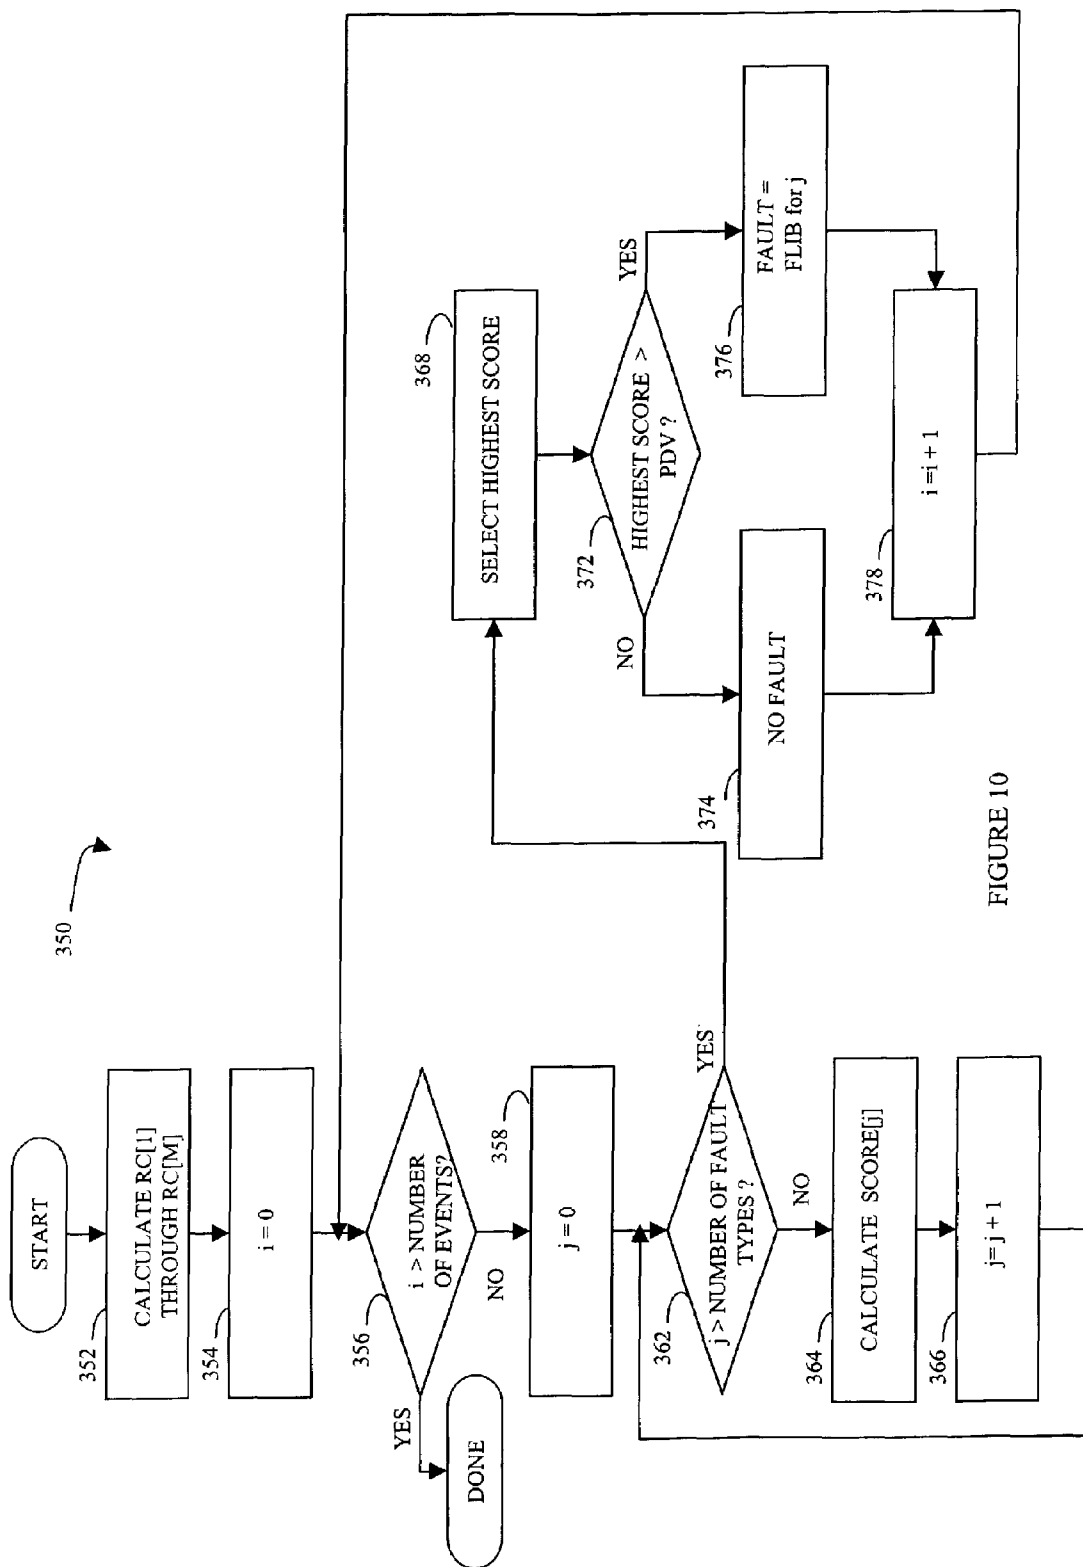 350
START
352
CALCULATE RC[1]
THROUGH RC[M]
354
i = 0
356
i > NUMBER
OF EVENTS?
YES
DONE
NO
358
j = 0
362
j > NUMBER OF FAULT
TYPES ?
YES
NO
364
CALCULATE SCORE[j]
366
j= j + 1
368
SELECT HIGHEST SCORE
372
HIGHEST SCORE >
PDV ?
NO
YES
374
NO FAULT
376
FAULT =
FLIB for j
378
i =i + 1
FIGURE 10